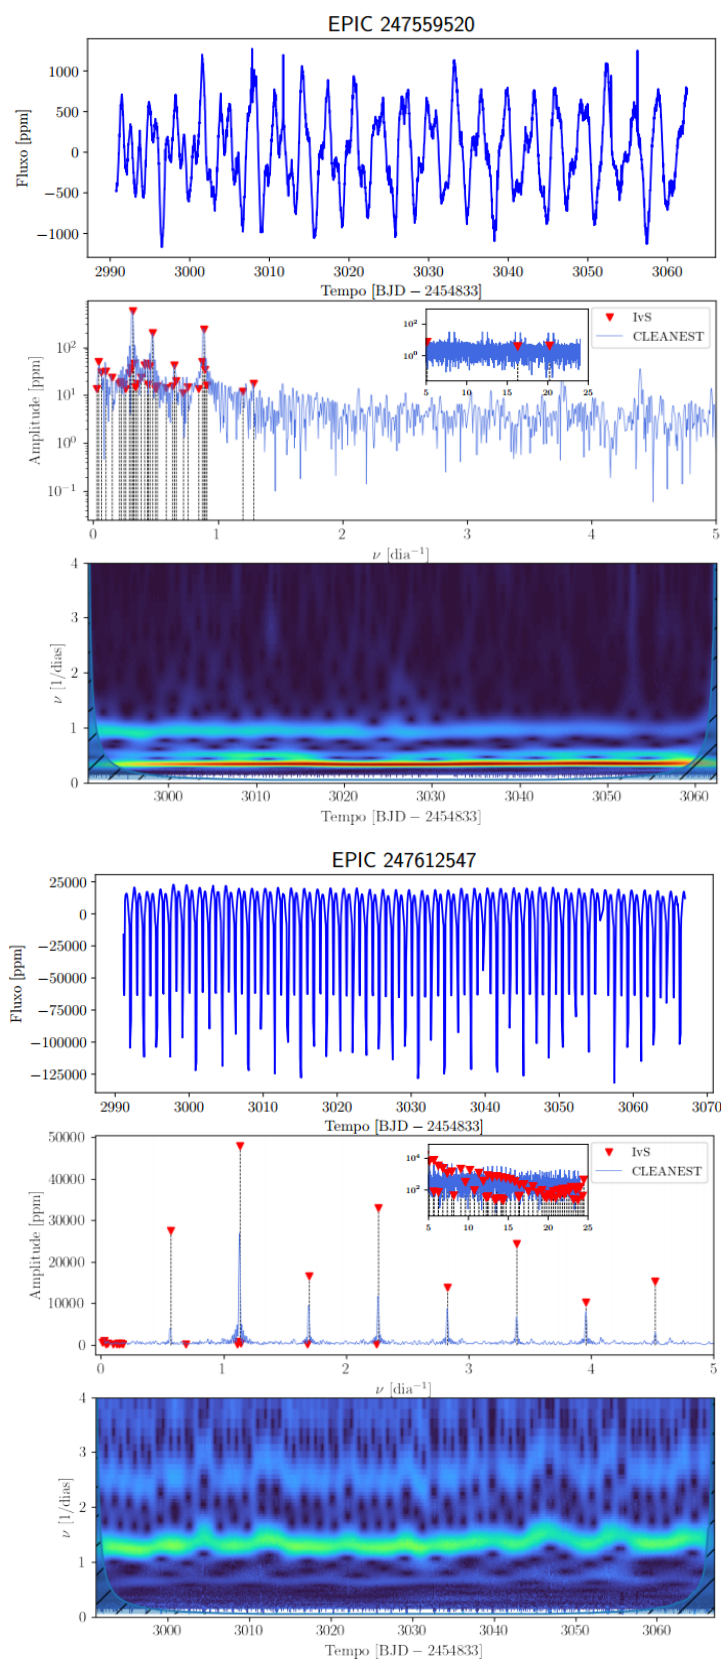 EPIC 247559520
1000
500
0
−500
−1000
Fluxo [ppm]
2990 3000 3010 3020 3030 3040 3050 3060
Tempo [BJD − 2454833]
10²
10¹
10⁰
10⁻¹
Amplitude [ppm]
10²
10⁰
5 10 15 20 25
IvS
CLEANEST
0 1 2 3 4 5
ν [dia⁻¹]
4
3
2
1
0
ν [1/dias]
3000 3010 3020 3030 3040 3050 3060
Tempo [BJD − 2454833]
EPIC 247612547
25000
0
−25000
−50000
−75000
−100000
−125000
Fluxo [ppm]
2990 3000 3010 3020 3030 3040 3050 3060 3070
Tempo [BJD − 2454833]
50000
40000
30000
20000
10000
0
Amplitude [ppm]
10⁴
10²
5 10 15 20 25
IvS
CLEANEST
0 1 2 3 4 5
ν [dia⁻¹]
4
3
2
1
0
ν [1/dias]
3000 3010 3020 3030 3040 3050 3060
Tempo [BJD − 2454833]